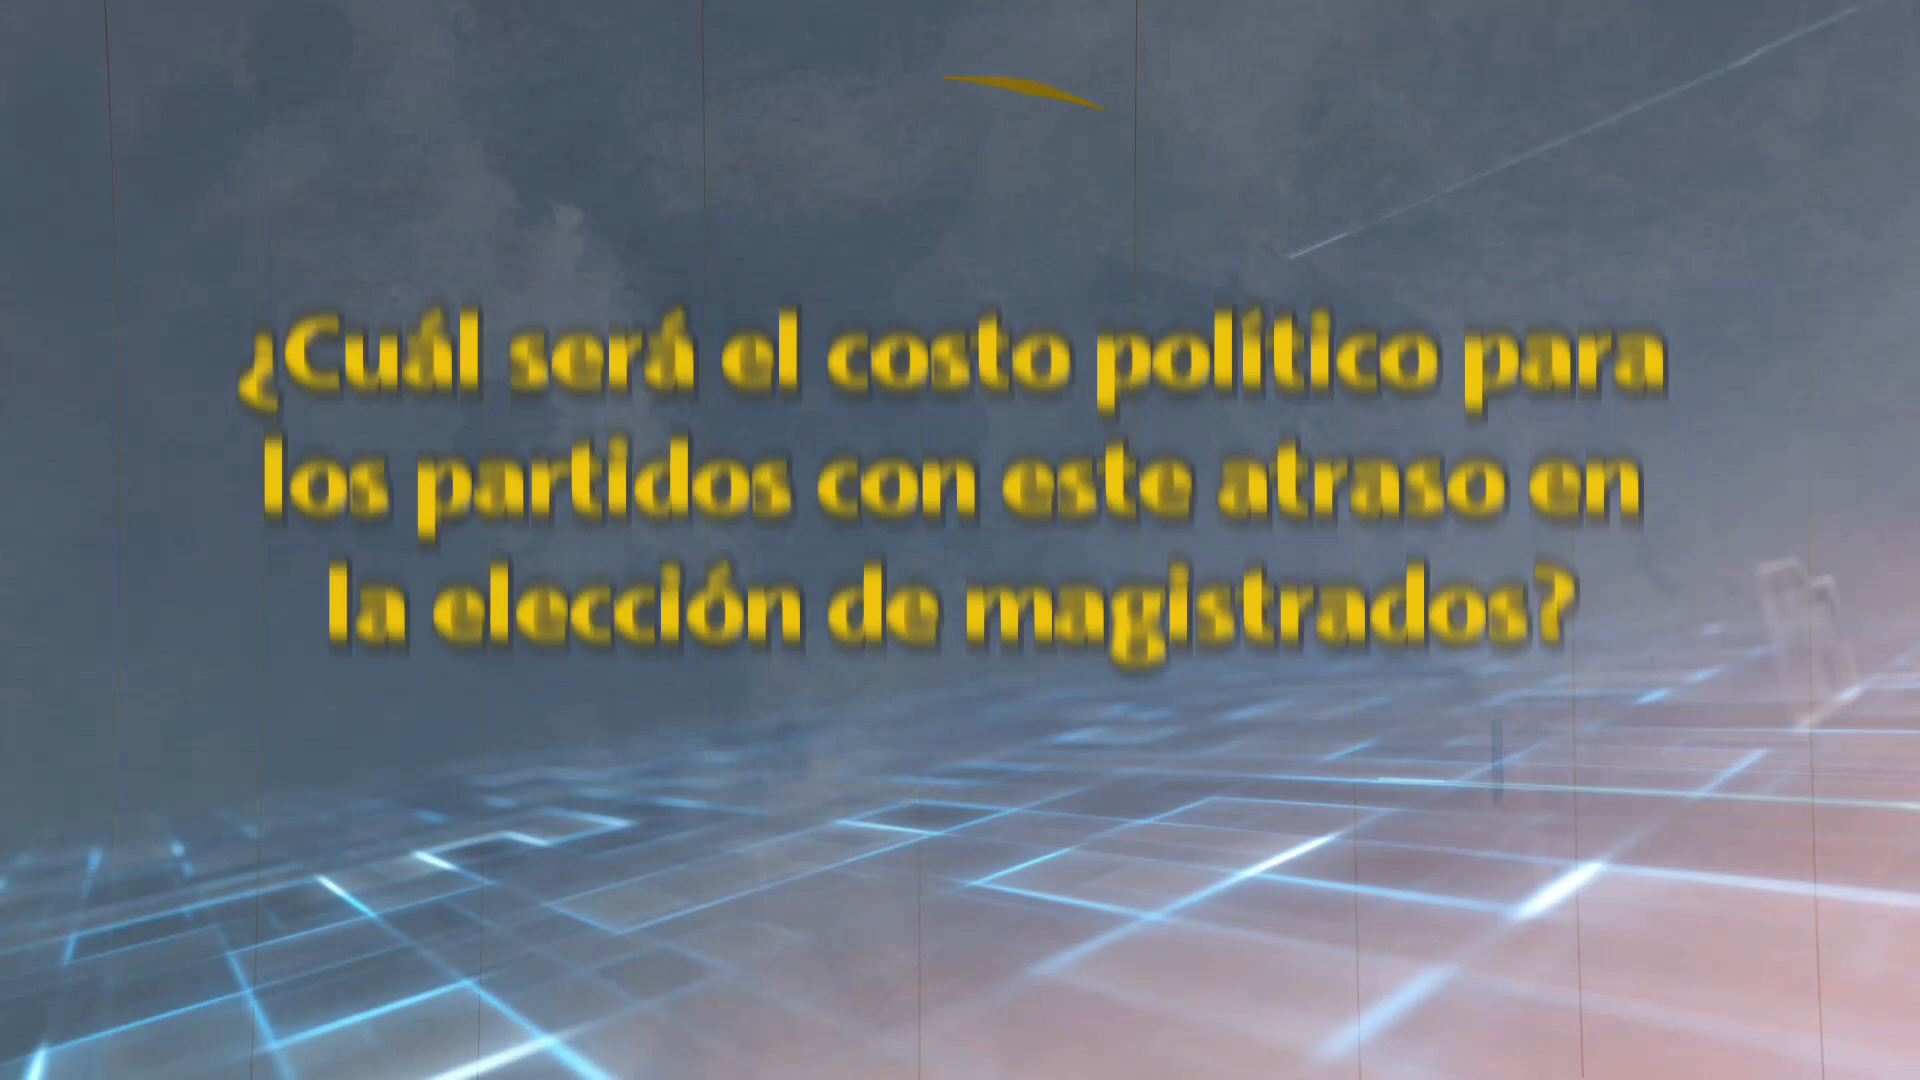 ¿Cuál será el costo político para
los partidos con este atraso en
la elección de magistrados?